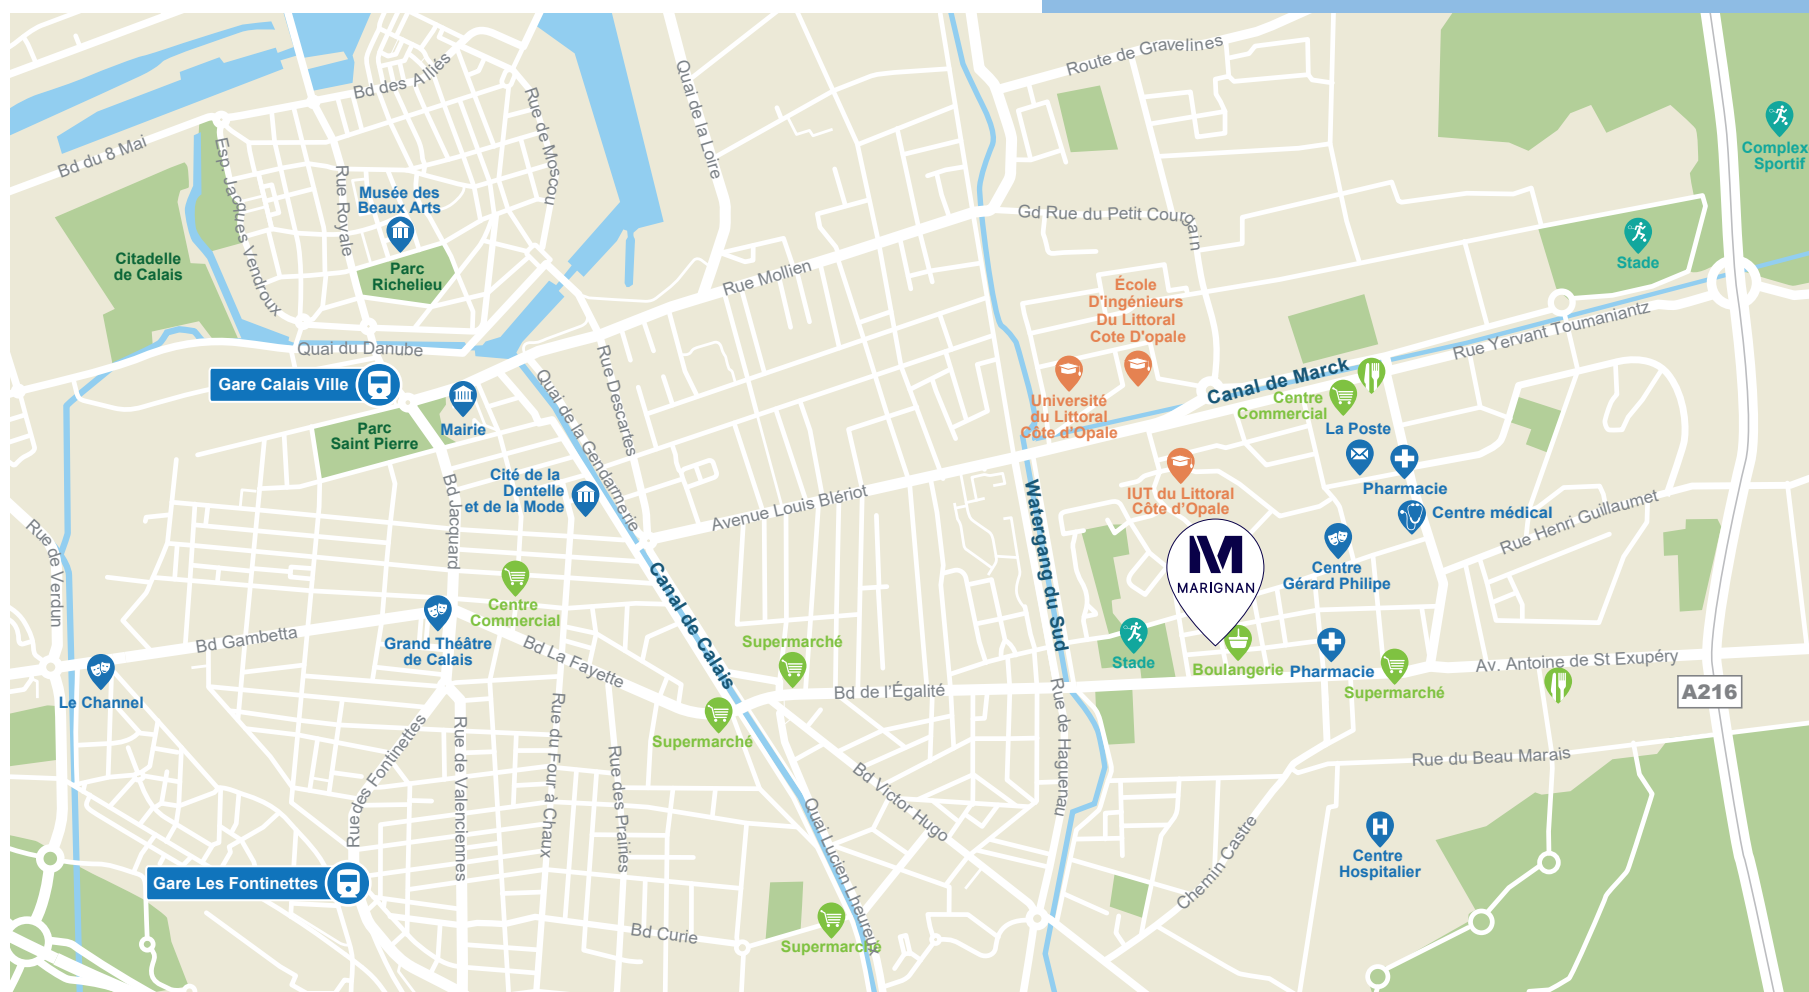 Route de Gravelines
Bd des Alliés
Quai de la Loire
Rue de Moscou
Bd du 8 Mai
Esp. Jacques Vendroux
Rue Royale
Complex
Sportif
Musée des
Beaux Arts
Gd Rue du Petit Courgain
Citadelle
de Calais
Parc
Richelieu
Stade
Rue Mollien
École
D'ingénieurs
Du Littoral
Cote D'opale
Rue Yervant Toumaniantz
Quai du Danube
Rue Descartes
Gare Calais Ville
Quai de la Gendarmerie
Canal de Marck
Université
du Littoral
Côte d'Opale
Centre
Commercial
Mairie
Parc
Saint Pierre
La Poste
Cité de la
Dentelle
et de la Mode
Bd Jacquard
Avenue Louis Blériot
Watergang du Sud
IUT du Littoral
Côte d'Opale
Pharmacie
Centre médical
Rue Henri Guillaumet
Rue de Verdun
M
MARIGNAN
Centre
Gérard Philipe
Canal de Calais
Centre
Commercial
Bd Gambetta
Grand Théâtre
de Calais
Bd La Fayette
Supermarché
Stade
Boulangerie
Pharmacie
Supermarché
Av. Antoine de St Exupéry
Le Channel
Bd de l'Égalité
A216
Supermarché
Rue des Fontinettes
Rue de Valenciennes
Rue du Four à Chaux
Rue des Prairies
Rue de Haguenau
Rue du Beau Marais
Bd Victor Hugo
Quai Lucien Lheureux
Chemin Castre
H
Centre
Hospitalier
Gare Les Fontinettes
Bd Curie
Supermarché